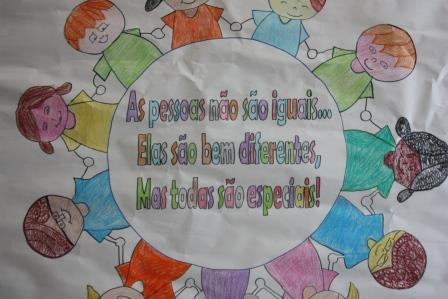 As pessoas não são iguais...
Elas são bem diferentes,
Mas todas são especiais!